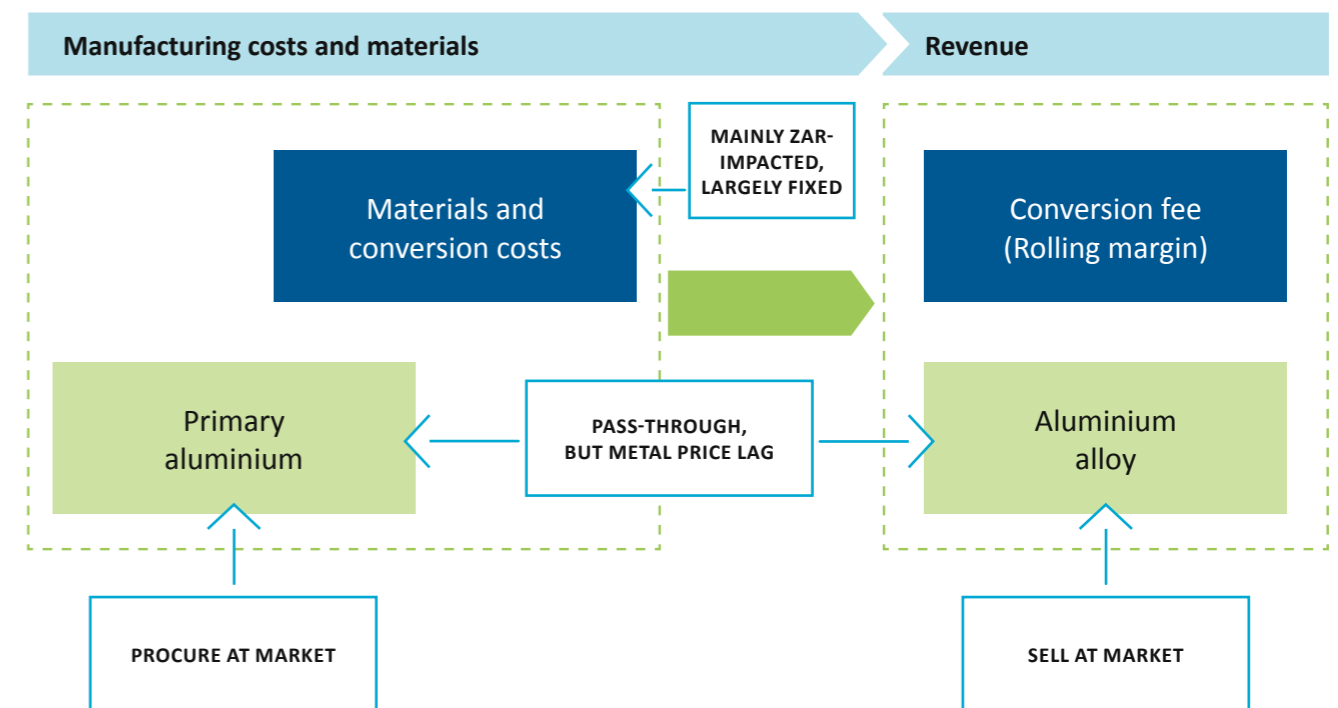 Manufacturing costs and materials
Revenue
MAINLY ZAR-
IMPACTED,
LARGELY FIXED
Materials and
conversion costs
Conversion fee
(Rolling margin)
Primary
aluminium
PASS-THROUGH,
BUT METAL PRICE LAG
Aluminium
alloy
PROCURE AT MARKET
SELL AT MARKET